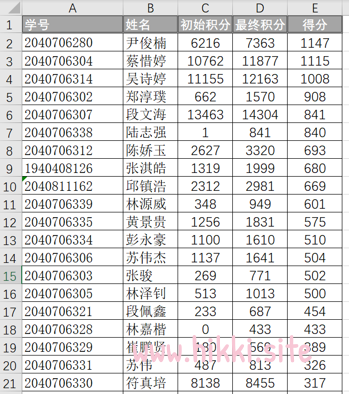 A B C D E
1 学号 姓名 初始积分 最终积分 得分
2 2040706280 尹俊楠 6216 7363 1147
3 2040706304 蔡惜婷 10762 11877 1115
4 2040706314 吴诗婷 11155 12163 1008
5 2040706302 郑淳璞 662 1570 908
6 2040706307 段文海 13463 14304 841
7 2040706338 陆志强 1 841 840
8 2040706312 陈娇玉 2627 3320 693
9 1940408126 张淇皓 1319 1999 680
10 2040811162 邱镇浩 2312 2981 669
11 2040706339 林源威 348 949 601
12 2040706335 黄景贵 1256 1831 575
13 2040706334 彭永豪 1100 1610 510
14 2040706306 苏伟杰 1137 1641 504
15 2040706303 张骏 269 771 502
16 2040706305 林泽钊 513 1013 500
17 2040706321 段佩鑫 233 687 454
18 2040706328 林嘉楷 0 433 433
19 2040706329 崔鹏贤 180 569 389
20 2040706331 苏伟 487 813 326
21 2040706330 符真培 8138 8455 317
www.hikki.site